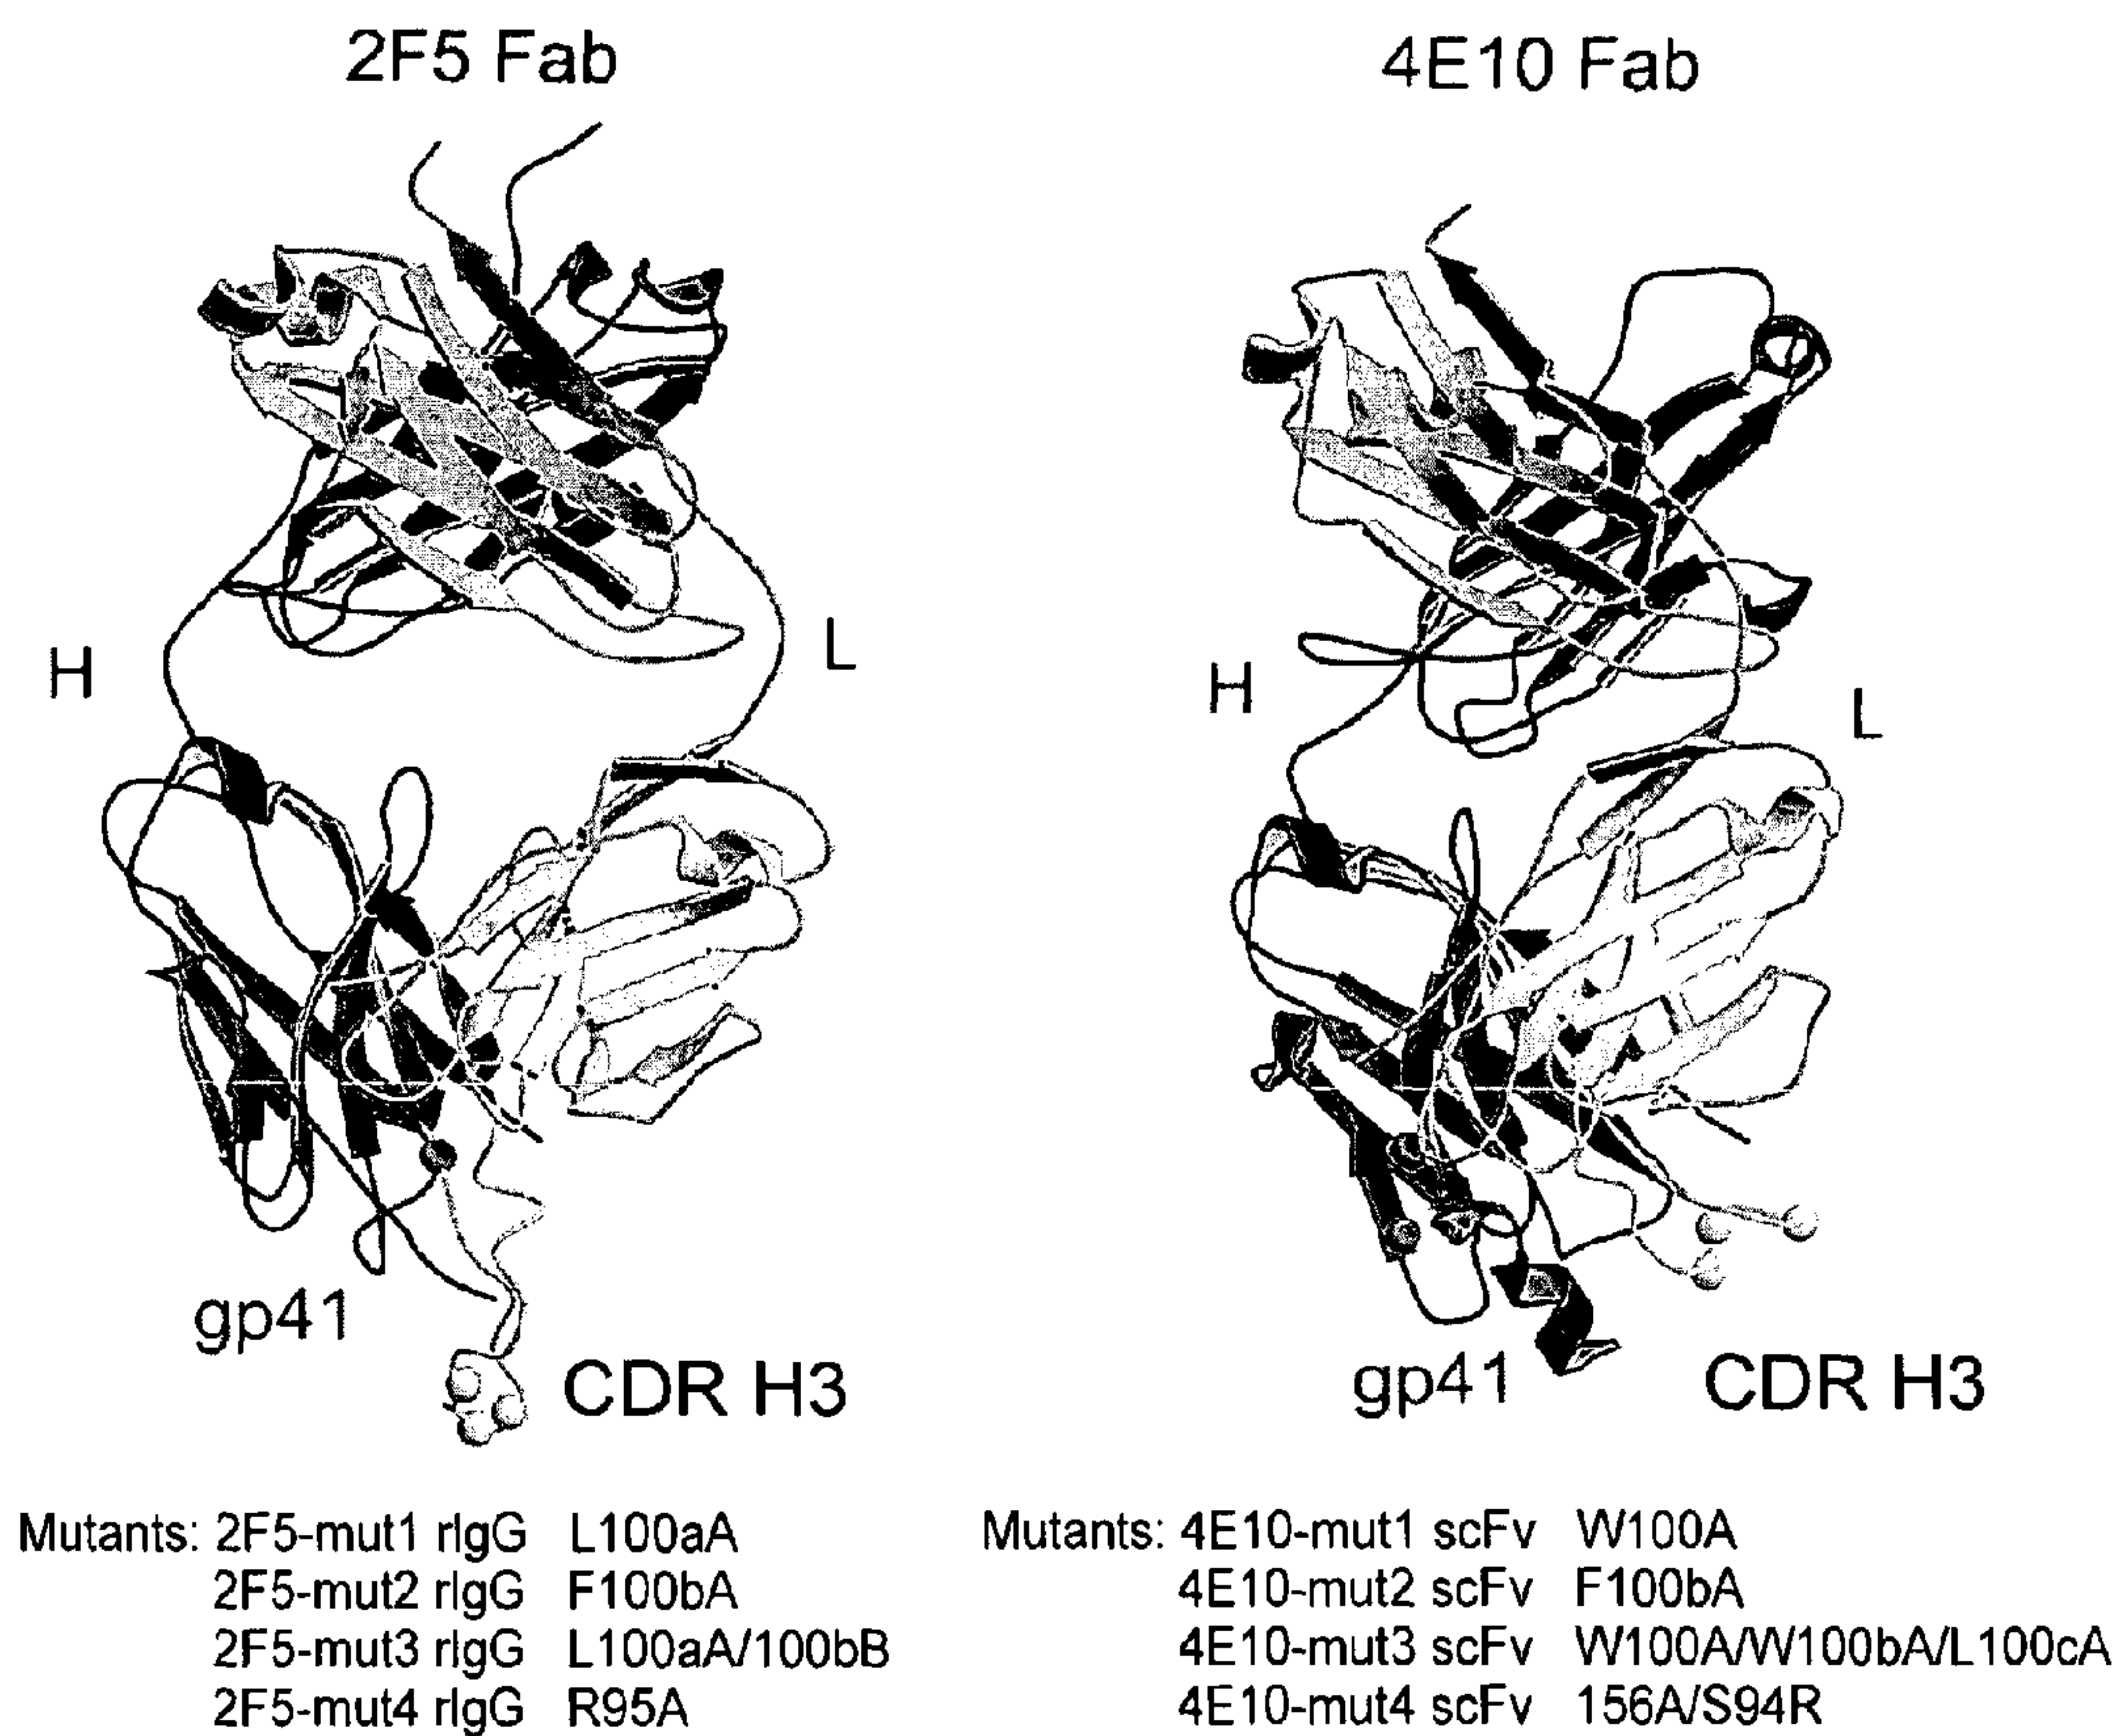 2F5 Fab
4E10 Fab
H
L
H
L
gp41
CDR H3
gp41
CDR H3
Mutants: 2F5-mut1 rIgG L100aA
2F5-mut2 rIgG F100bA
2F5-mut3 rIgG L100aA/100bB
2F5-mut4 rIgG R95A
Mutants: 4E10-mut1 scFv W100A
4E10-mut2 scFv F100bA
4E10-mut3 scFv W100A/W100bA/L100cA
4E10-mut4 scFv 156A/S94R